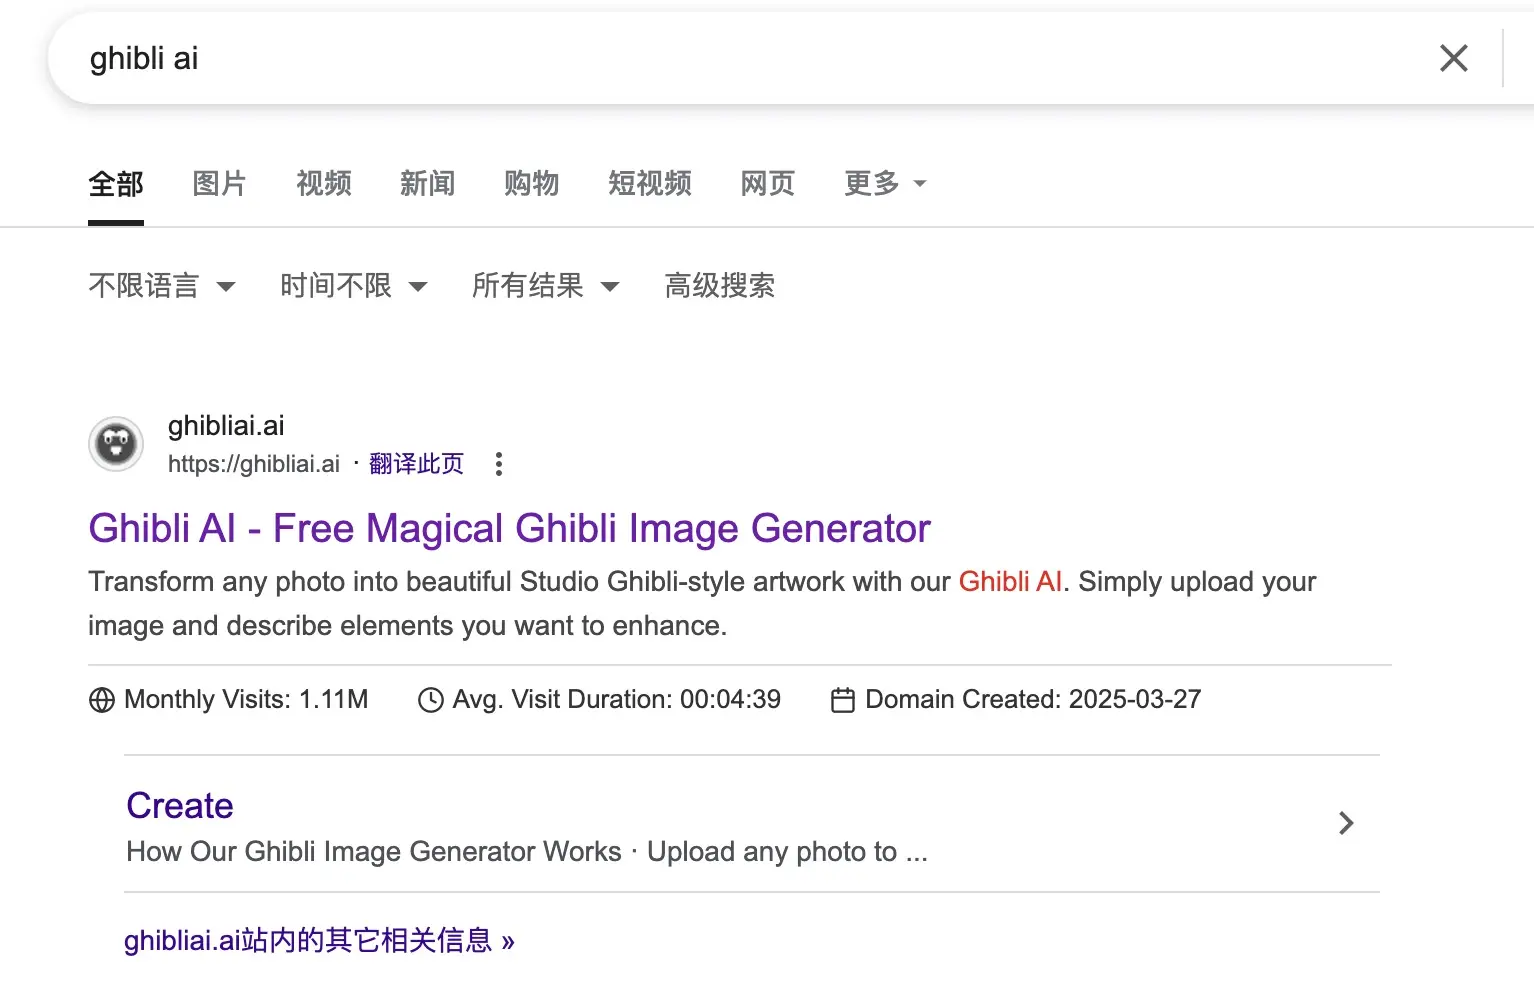 ghibli ai
全部 图片 视频 新闻 购物 短视频 网页 更多
不限语言 时间不限 所有结果 高级搜索
ghibliai.ai
https://ghibliai.ai · 翻译此页
Ghibli AI - Free Magical Ghibli Image Generator
Transform any photo into beautiful Studio Ghibli-style artwork with our Ghibli AI. Simply upload your
image and describe elements you want to enhance.
Monthly Visits: 1.11M Avg. Visit Duration: 00:04:39 Domain Created: 2025-03-27
Create
How Our Ghibli Image Generator Works · Upload any photo to ...
ghibliai.ai站内的其它相关信息 »